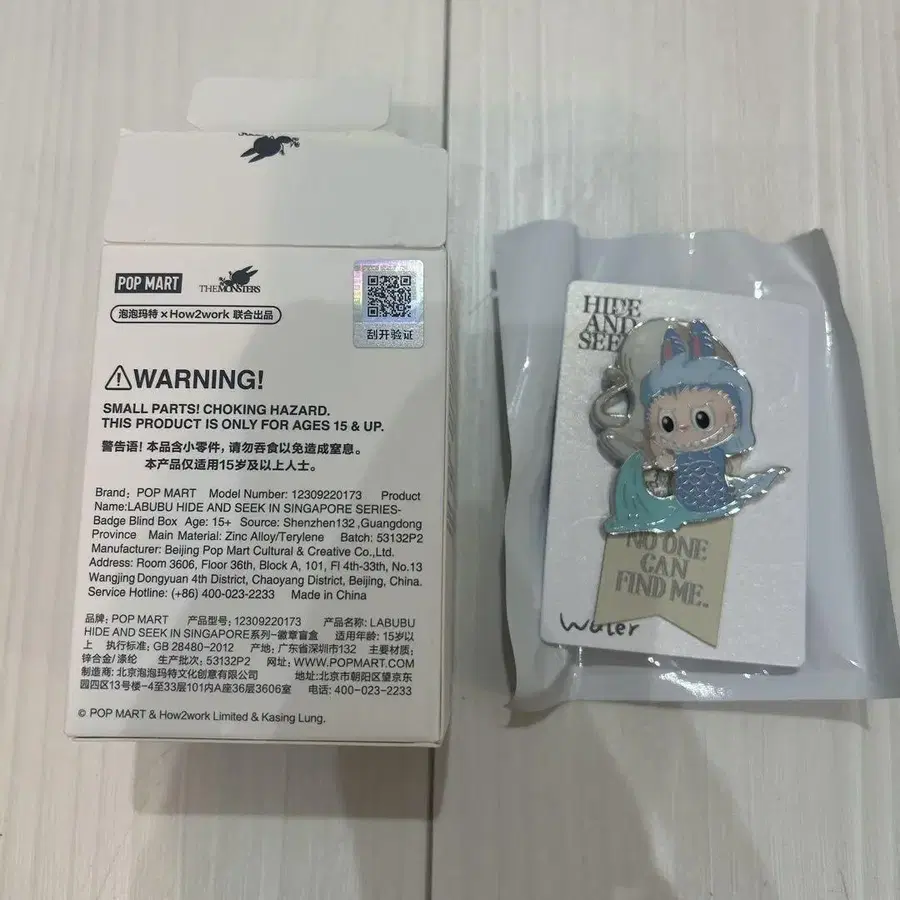 POP MART
THE MONSTERS
泡泡玛特 × How2work 联合出品
刮开验证
WARNING!
SMALL PARTS! CHOKING HAZARD.
THIS PRODUCT IS ONLY FOR AGES 15 & UP.
警告语! 本品含小零件, 请勿吞食以免造成窒息。
本产品仅适用15岁及以上人士。
Brand: POP MART Model Number: 12309220173 Product
Name:LABUBU HIDE AND SEEK IN SINGAPORE SERIES-
Badge Blind Box Age: 15+ Source: Shenzhen132 ,Guangdong
Province Main Material: Zinc Alloy/Terylene Batch: 53132P2
Manufacturer: Beijing Pop Mart Cultural & Creative Co.,Ltd.
Address: Room 3606, Floor 36th, Block A, 101, Fl 4th-33th, No.13
Wangjing Dongyuan 4th District, Chaoyang District, Beijing, China.
Service Hotline: (+86) 400-023-2233 Made in China
品牌: POP MART 产品型号: 12309220173 产品名称: LABUBU
HIDE AND SEEK IN SINGAPORE系列-徽章盲盒 适用年龄: 15岁以
上 执行标准: GB 28480-2012 产地: 广东省深圳市132 主要材质:
锌合金/涤纶 生产批次: 53132P2 网址: WWW.POPMART.COM
制造商: 北京泡泡玛特文化创意有限公司 地址:北京市朝阳区望京东
园四区13号楼-4至33层101内A座36层3606室 电话: 400-023-2233
© POP MART & How2work Limited & Kasing Lung.
HIDE
AND
SEEK
NO ONE
CAN
FIND ME.
Water